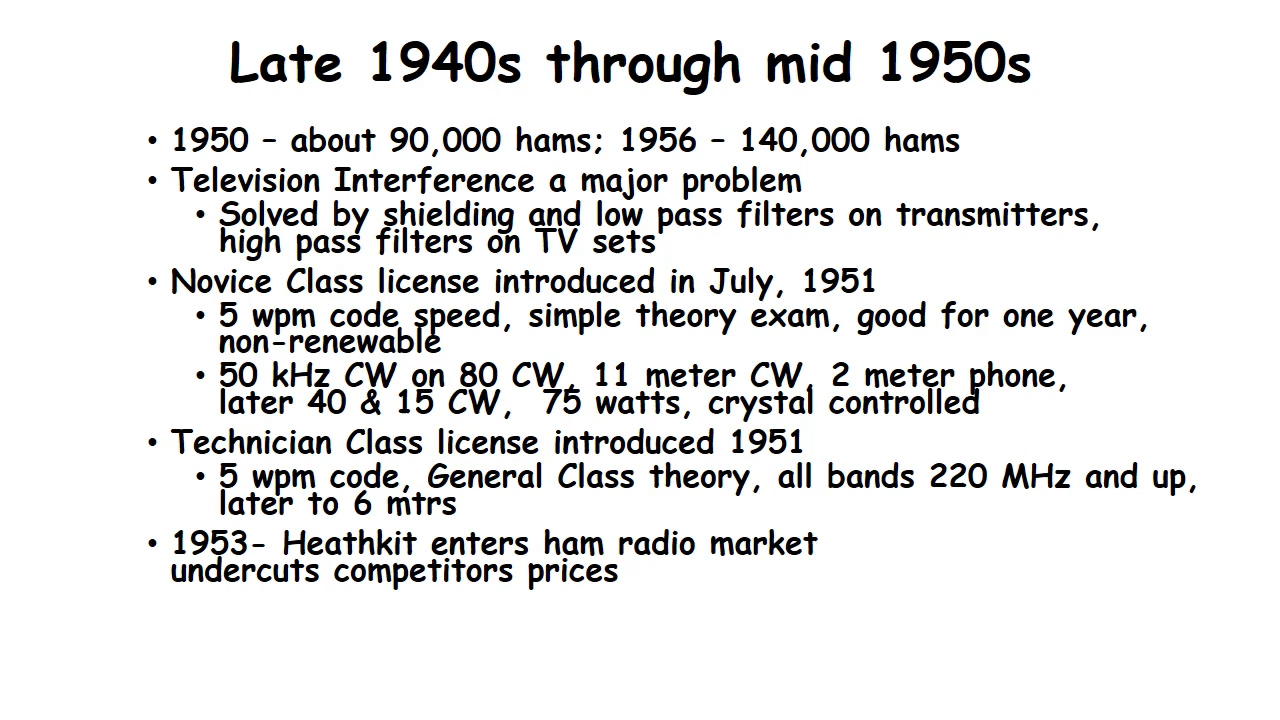 Late 1940s through mid 1950s
• 1950 – about 90,000 hams; 1956 – 140,000 hams
• Television Interference a major problem
• Solved by shielding and low pass filters on transmitters,
high pass filters on TV sets
• Novice Class license introduced in July, 1951
• 5 wpm code speed, simple theory exam, good for one year,
non-renewable
• 50 kHz CW on 80 CW, 11 meter CW, 2 meter phone,
later 40 & 15 CW,  75 watts, crystal controlled
• Technician Class license introduced 1951
• 5 wpm code, General Class theory, all bands 220 MHz and up,
later to 6 mtrs
• 1953- Heathkit enters ham radio market
undercuts competitors prices